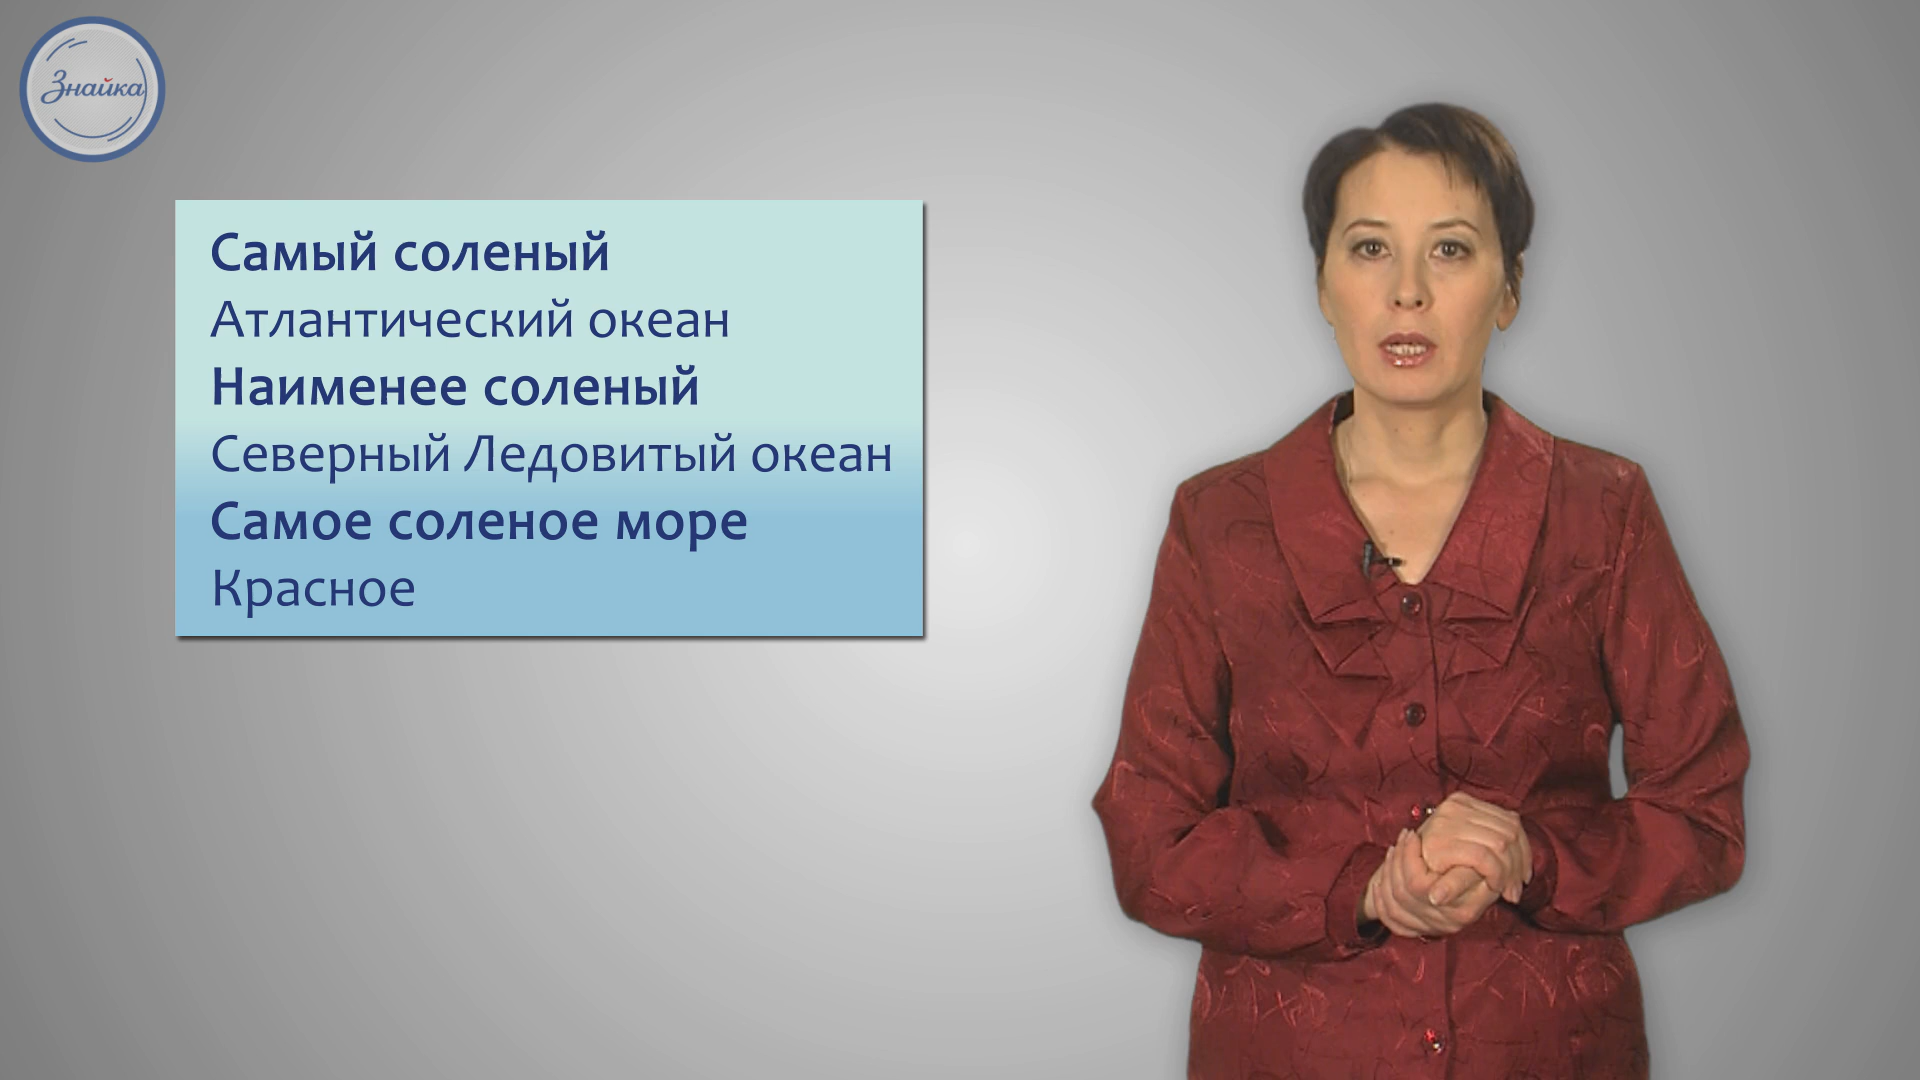 Знайка
Самый соленый
Атлантический океан
Наименее соленый
Северный Ледовитый океан
Самое соленое море
Красное